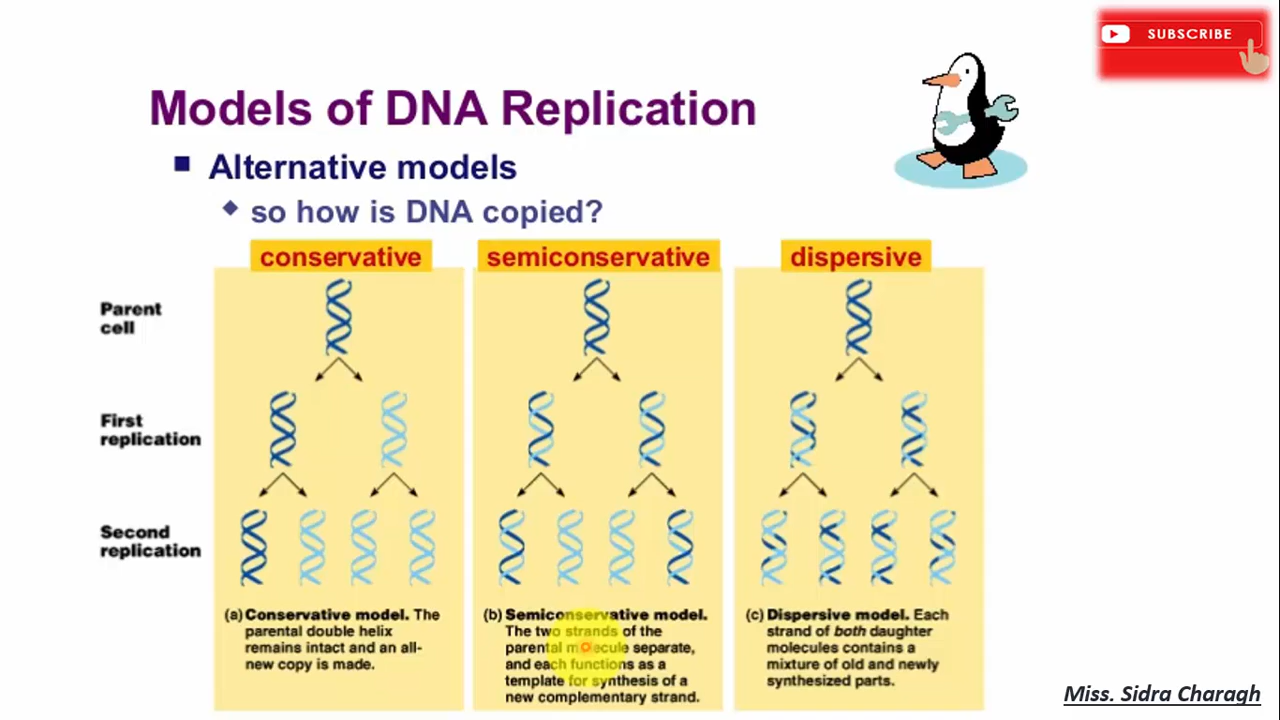 SUBSCRIBE
Models of DNA Replication
Alternative models
so how is DNA copied?
conservative
semiconservative
dispersive
Parent
cell
First
replication
Second
replication
(a) Conservative model. The
parental double helix
remains intact and an all-
new copy is made.
(b) Semiconservative model.
The two strands of the
parental molecule separate,
and each functions as a
template for synthesis of a
new complementary strand.
(c) Dispersive model. Each
strand of both daughter
molecules contains a
mixture of old and newly
synthesized parts.
Miss. Sidra Charagh